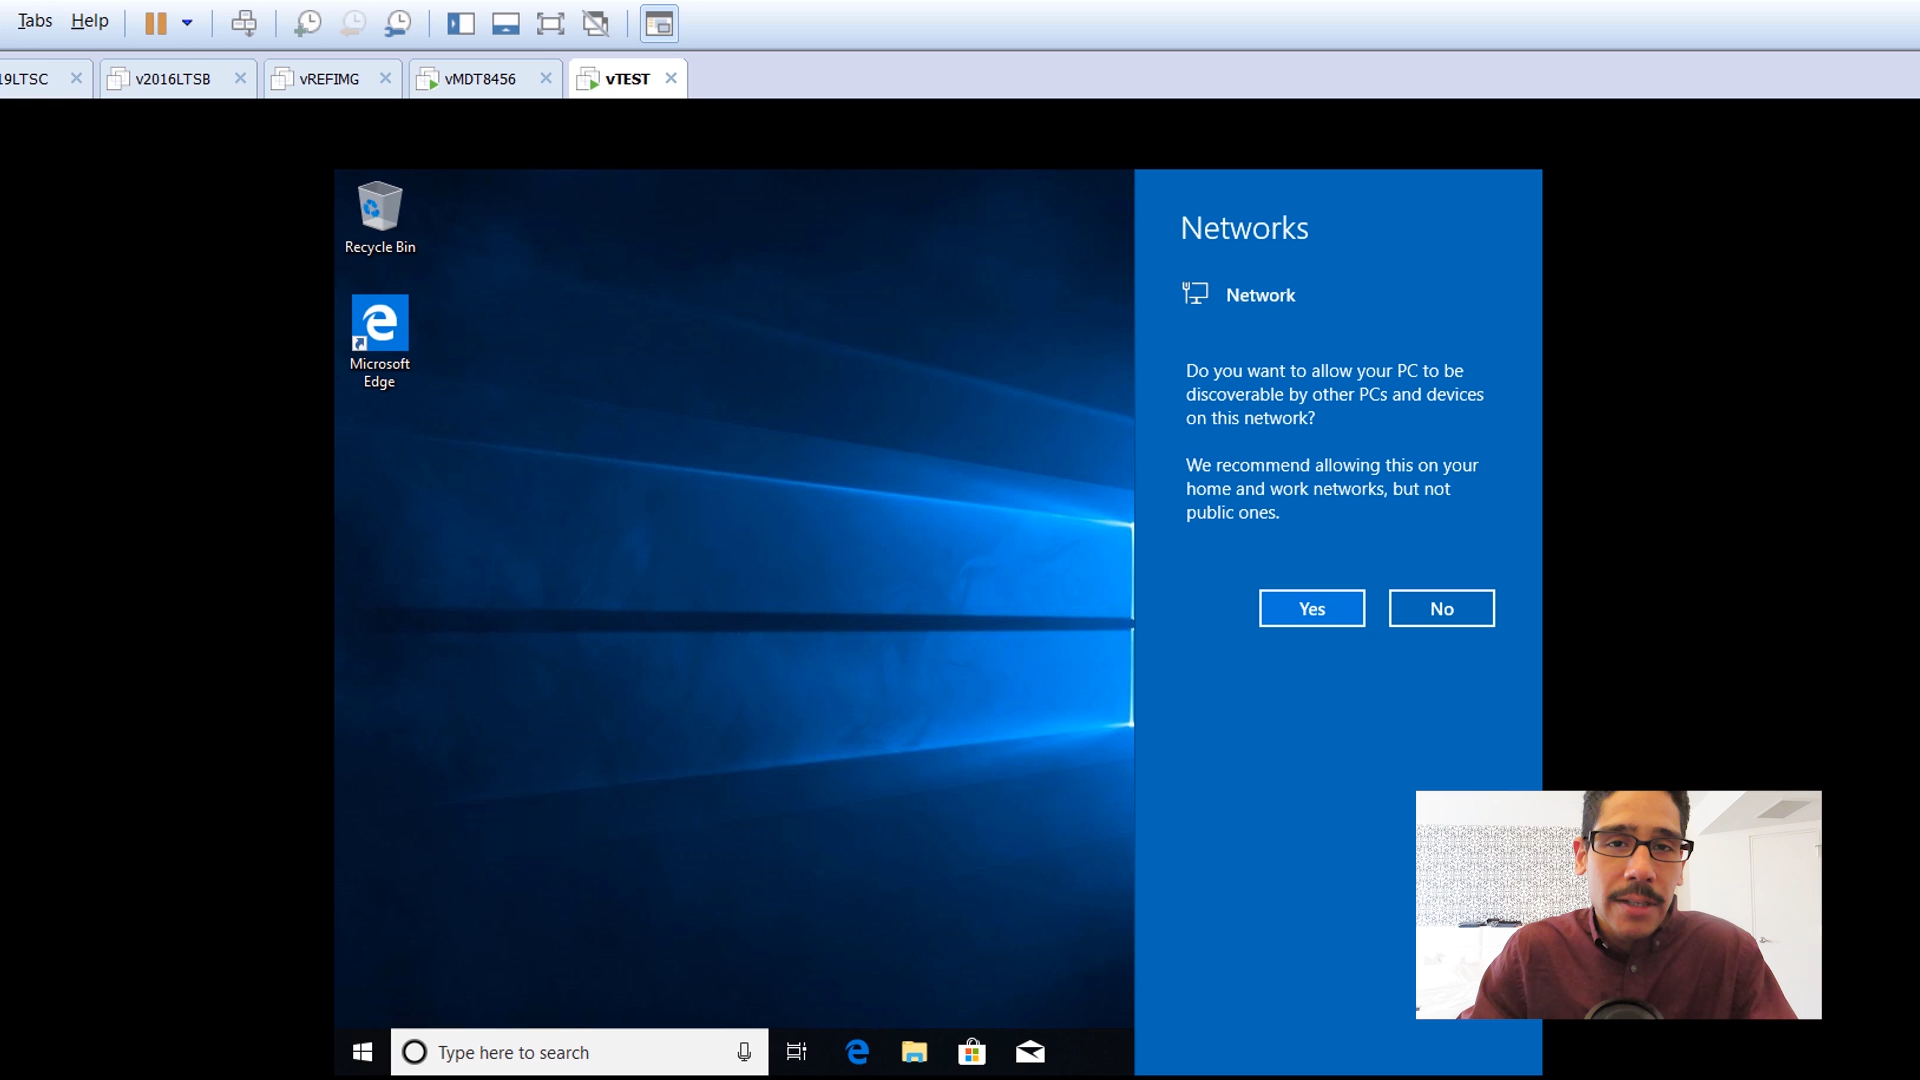 Tabs Help
19LTSC v2016LTSB vREFIMG vMDT8456 vTEST
Recycle Bin
Microsoft
Edge
Networks
Network
Do you want to allow your PC to be
discoverable by other PCs and devices
on this network?
We recommend allowing this on your
home and work networks, but not
public ones.
Yes No
Type here to search